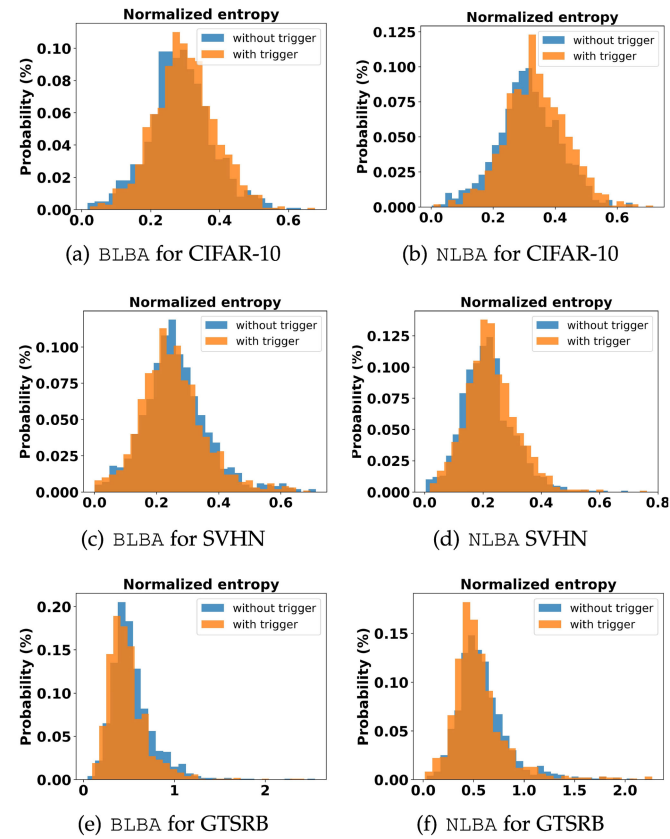 Normalized entropy
Probability (%)
0.10
0.08
0.06
0.04
0.02
0.00
0.0 0.2 0.4 0.6
without trigger
with trigger
(a) BLBA for CIFAR-10
Normalized entropy
Probability (%)
0.125
0.100
0.075
0.050
0.025
0.000
0.0 0.2 0.4 0.6
without trigger
with trigger
(b) NLBA for CIFAR-10
Normalized entropy
Probability (%)
0.100
0.075
0.050
0.025
0.000
0.0 0.2 0.4 0.6
without trigger
with trigger
(c) BLBA for SVHN
Normalized entropy
Probability (%)
0.125
0.100
0.075
0.050
0.025
0.000
0.0 0.2 0.4 0.6 0.8
without trigger
with trigger
(d) NLBA SVHN
Normalized entropy
Probability (%)
0.20
0.15
0.10
0.05
0.00
0 1 2
without trigger
with trigger
(e) BLBA for GTSRB
Normalized entropy
Probability (%)
0.15
0.10
0.05
0.00
0.0 0.5 1.0 1.5 2.0
without trigger
with trigger
(f) NLBA for GTSRB